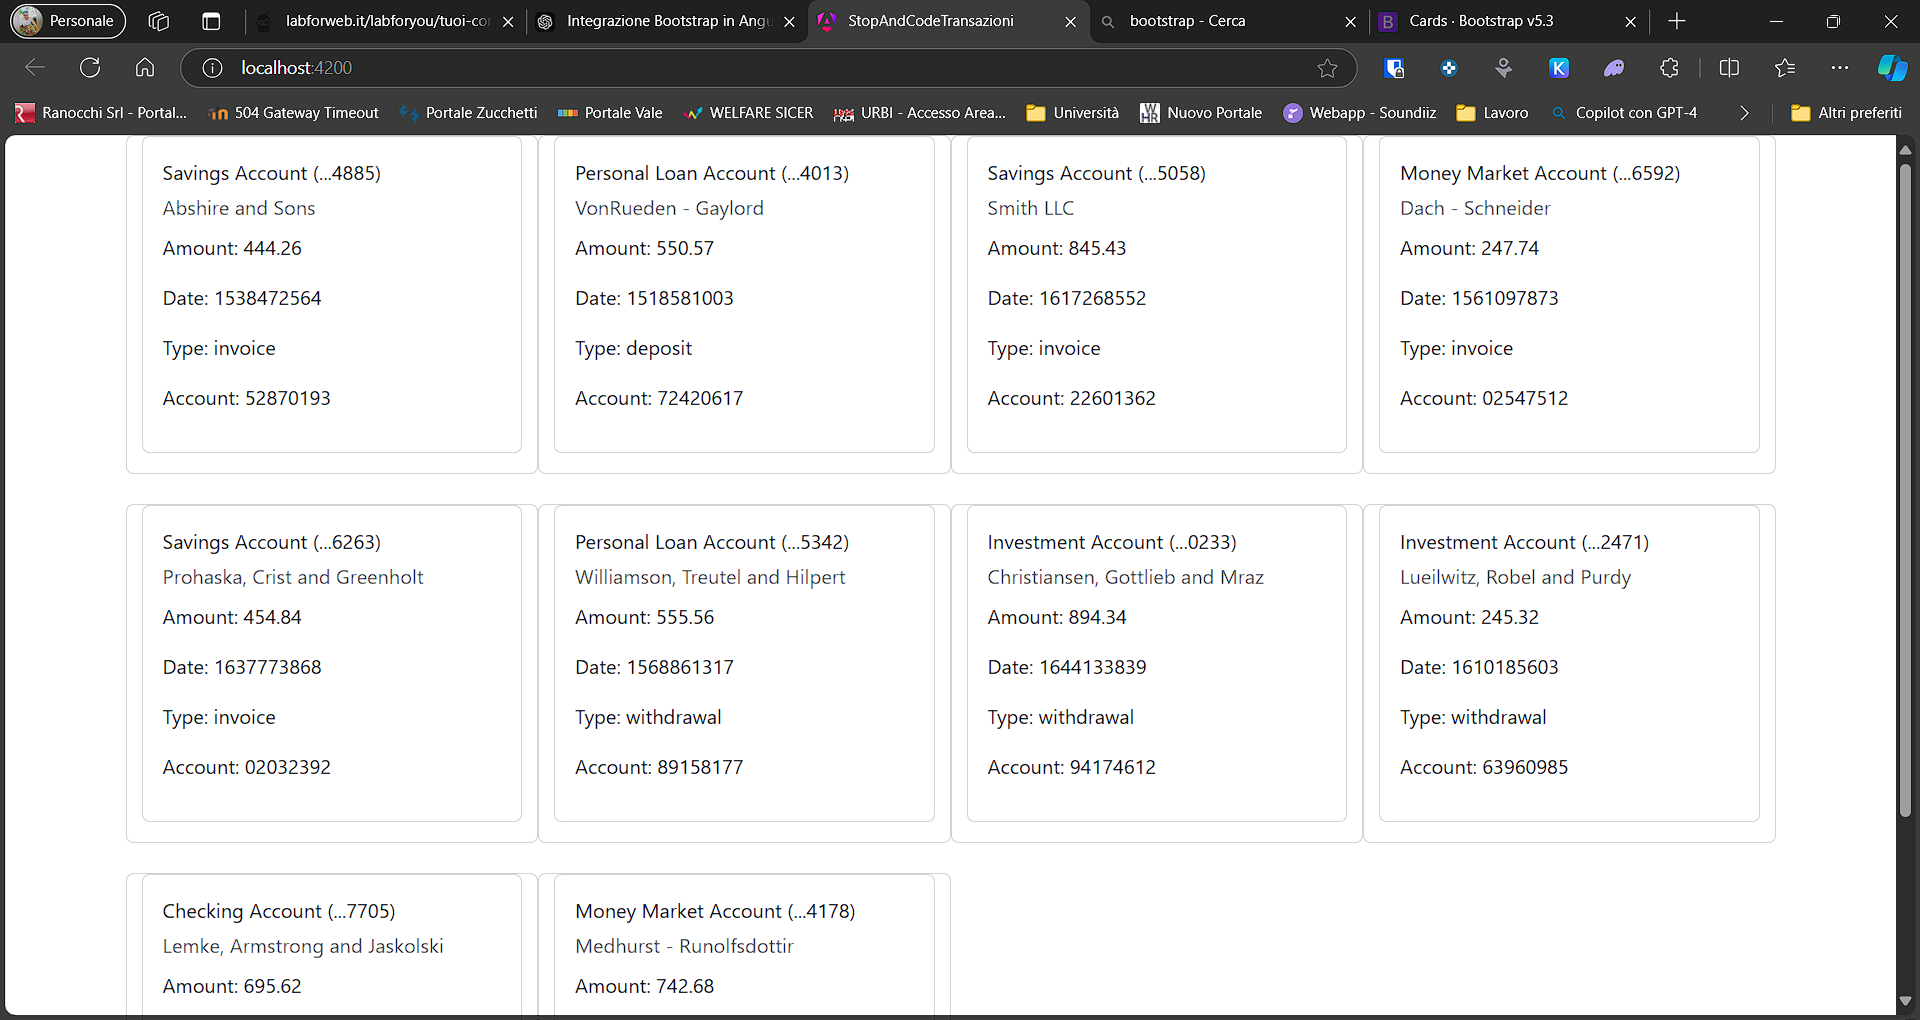 Personale
labforweb.it/labforyou/tuoi-cor
Integrazione Bootstrap in Angu
StopAndCodeTransazioni
bootstrap - Cerca
Cards · Bootstrap v5.3
localhost:4200
Ranocchi Srl - Portal...
504 Gateway Timeout
Portale Zucchetti
Portale Vale
WELFARE SICER
URBI - Accesso Area...
Università
Nuovo Portale
Webapp - Soundiiz
Lavoro
Copilot con GPT-4
Altri preferiti
Savings Account (...4885)
Abshire and Sons
Amount: 444.26
Date: 1538472564
Type: invoice
Account: 52870193
Personal Loan Account (...4013)
VonRueden - Gaylord
Amount: 550.57
Date: 1518581003
Type: deposit
Account: 72420617
Savings Account (...5058)
Smith LLC
Amount: 845.43
Date: 1617268552
Type: invoice
Account: 22601362
Money Market Account (...6592)
Dach - Schneider
Amount: 247.74
Date: 1561097873
Type: invoice
Account: 02547512
Savings Account (...6263)
Prohaska, Crist and Greenholt
Amount: 454.84
Date: 1637773868
Type: invoice
Account: 02032392
Personal Loan Account (...5342)
Williamson, Treutel and Hilpert
Amount: 555.56
Date: 1568861317
Type: withdrawal
Account: 89158177
Investment Account (...0233)
Christiansen, Gottlieb and Mraz
Amount: 894.34
Date: 1644133839
Type: withdrawal
Account: 94174612
Investment Account (...2471)
Lueilwitz, Robel and Purdy
Amount: 245.32
Date: 1610185603
Type: withdrawal
Account: 63960985
Checking Account (...7705)
Lemke, Armstrong and Jaskolski
Amount: 695.62
Money Market Account (...4178)
Medhurst - Runolfsdottir
Amount: 742.68